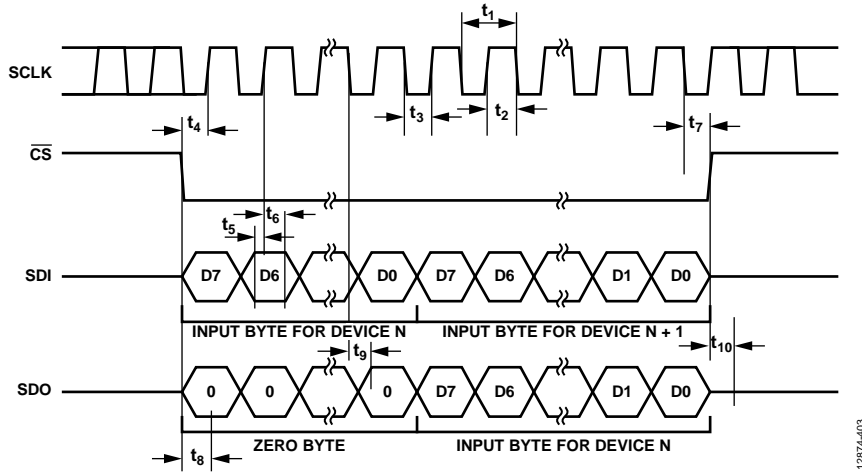 t1
SCLK
t4
t3
t2
t7
CS
t6
t5
SDI
D7
D6
D0
D7
D6
D1
D0
INPUT BYTE FOR DEVICE N
INPUT BYTE FOR DEVICE N + 1
t9
t10
SDO
0
0
0
D7
D6
D1
D0
ZERO BYTE
INPUT BYTE FOR DEVICE N
t8
12874-403